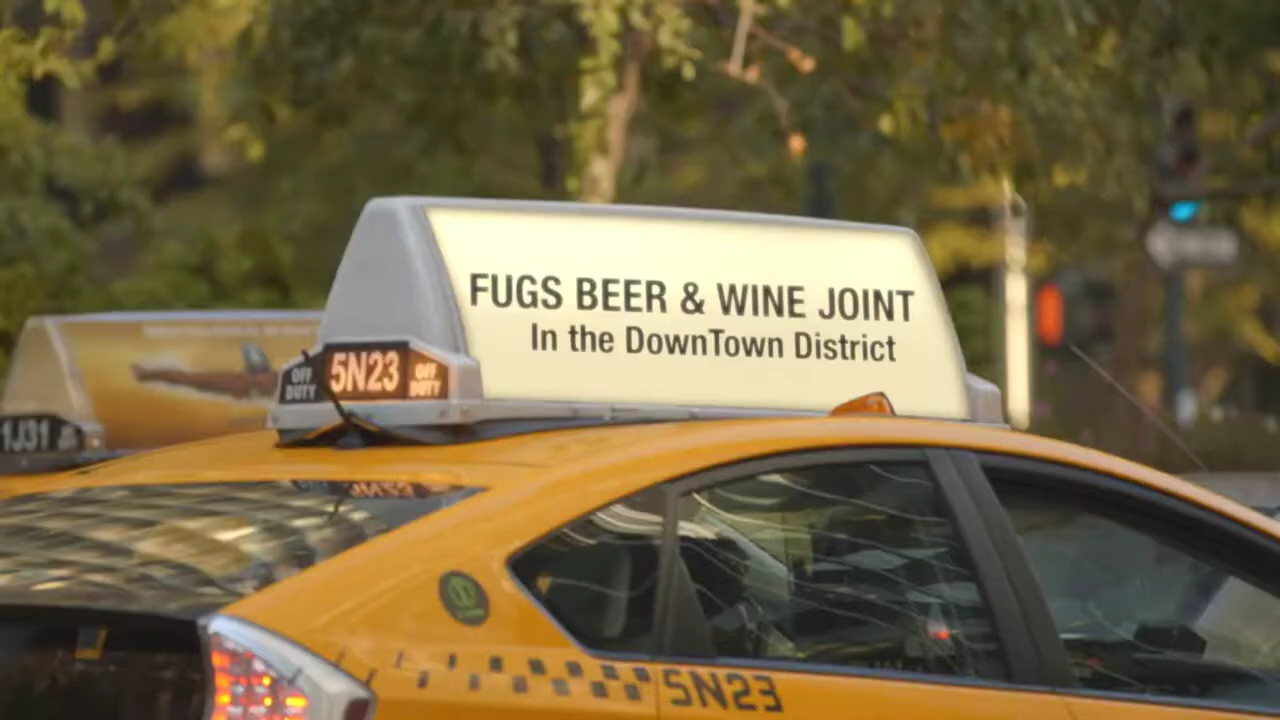 FUGS BEER & WINE JOINT
In the DownTown District
OFF DUTY
5N23
OFF DUTY
1J31
5N23